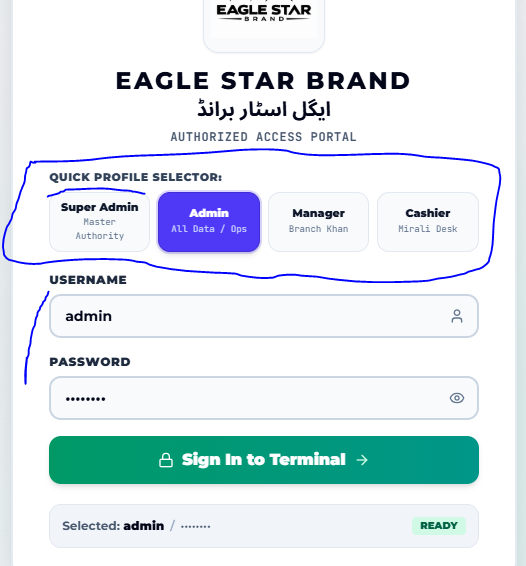 EAGLE STAR
BRAND
EAGLE STAR BRAND
ایگل اسٹار برانڈ
AUTHORIZED ACCESS PORTAL
QUICK PROFILE SELECTOR:
Super Admin
Master Authority
Admin
All Data / Ops
Manager
Branch Khan
Cashier
Mirali Desk
USERNAME
admin
PASSWORD
••••••••
Sign In to Terminal →
Selected: admin / ••••••••
READY